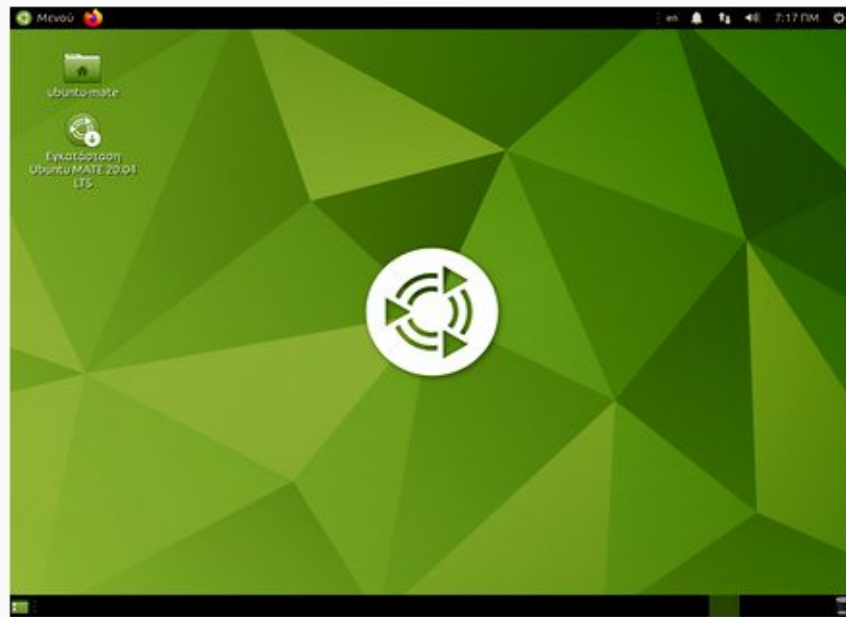 Μενού
en
7:17 ΠΜ
ubuntu-mate
Εγκατάσταση
Ubuntu MATE 20.04
LTS